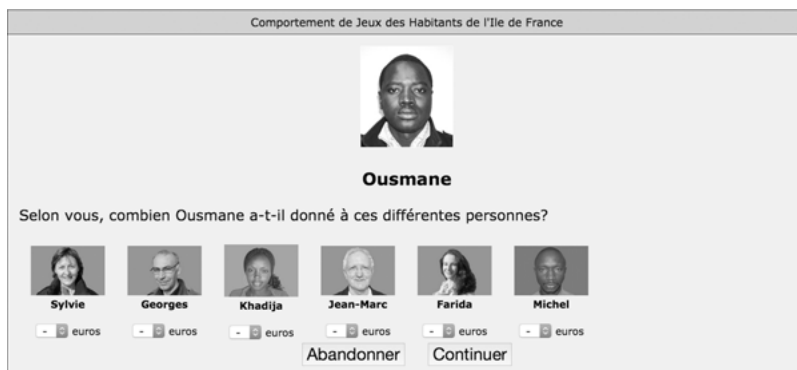 Comportement de Jeux des Habitants de l'Ile de France
Ousmane
Selon vous, combien Ousmane a-t-il donné à ces différentes personnes?
Sylvie Georges Khadija Jean-Marc Farida Michel
- euros - euros - euros - euros - euros - euros
Abandonner Continuer